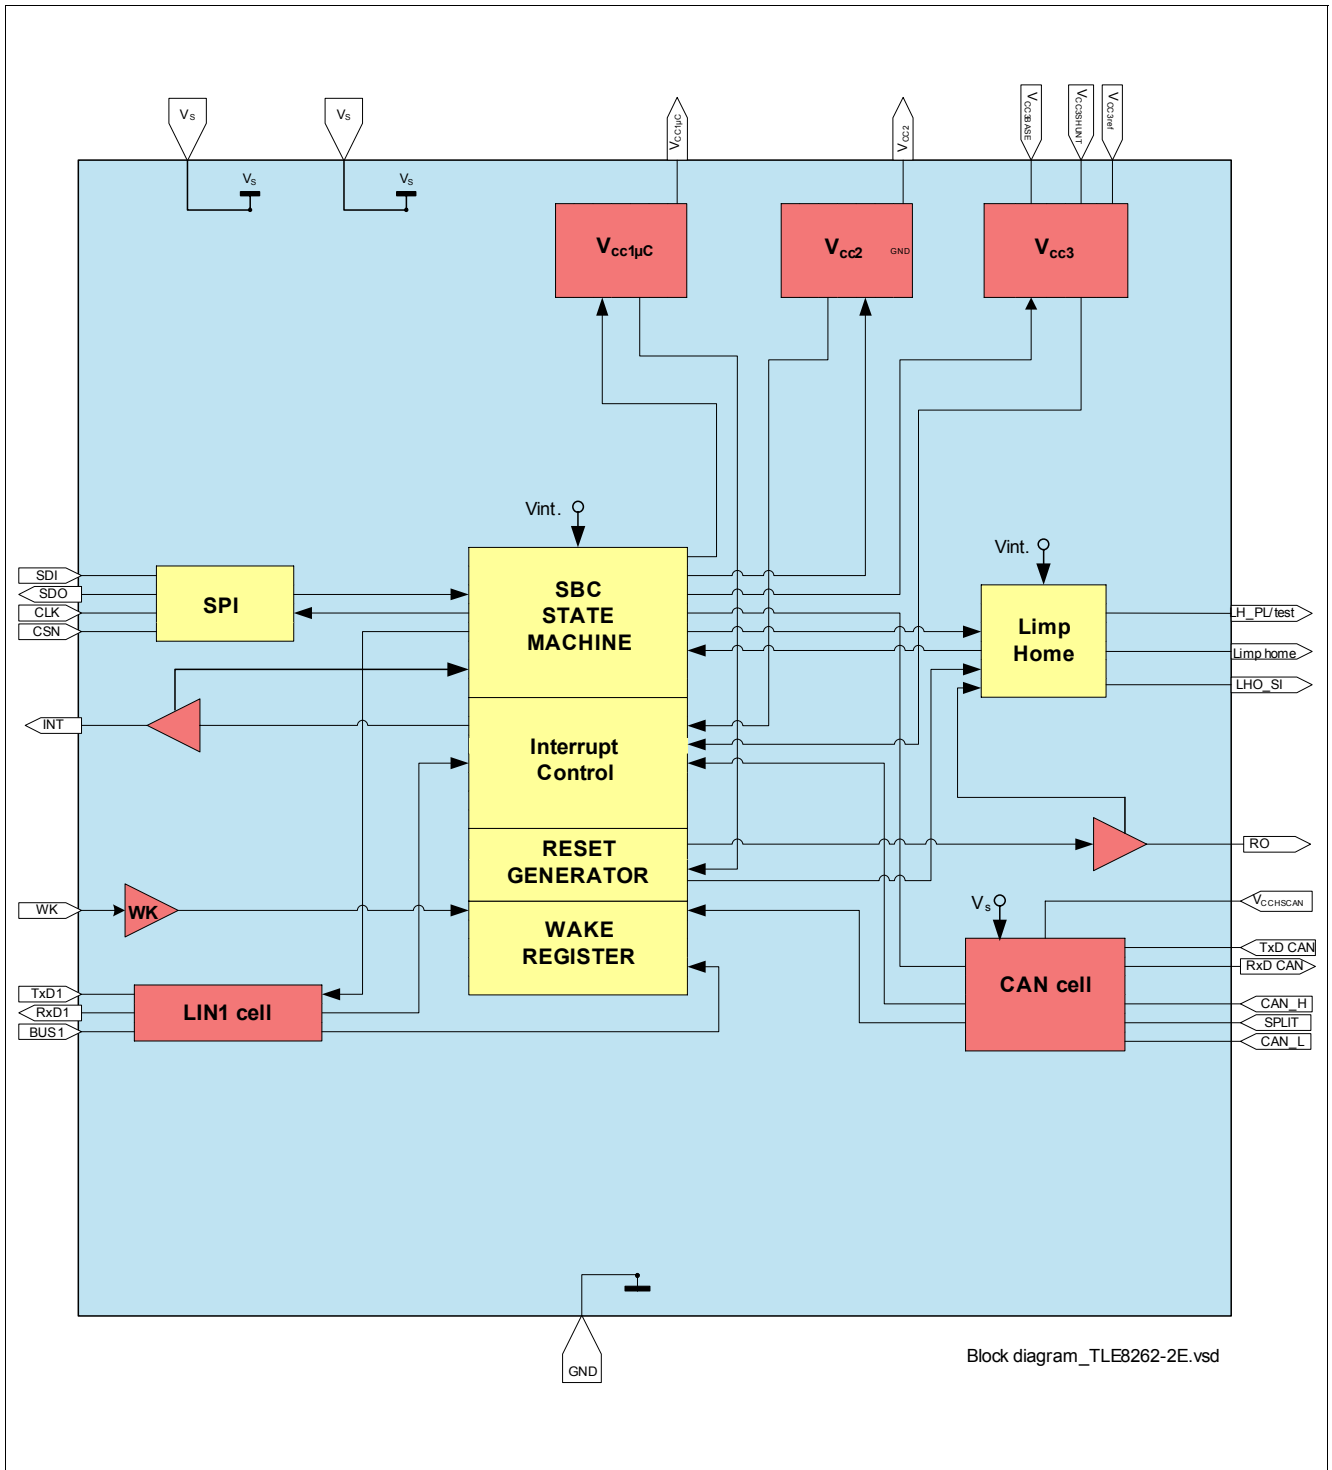 Vs
Vs
VCC1µC
VCC2
VCC3BASE
VCC3SHUNT
VCC3ref
Vs
Vs
Vcc1µC
Vcc2
GND
Vcc3
Vint.
Vint.
SDI
SDO
CLK
CSN
SPI
SBC
STATE
MACHINE
Limp
Home
LH_PL/test
Limp home
LHO_SI
INT
Interrupt
Control
RESET
GENERATOR
RO
WK
WK
WAKE
REGISTER
Vs
VCCHSCAN
TxD CAN
RxD CAN
CAN cell
CAN_H
SPLIT
CAN_L
TxD1
RxD1
BUS1
LIN1 cell
GND
Block diagram_TLE8262-2E.vsd